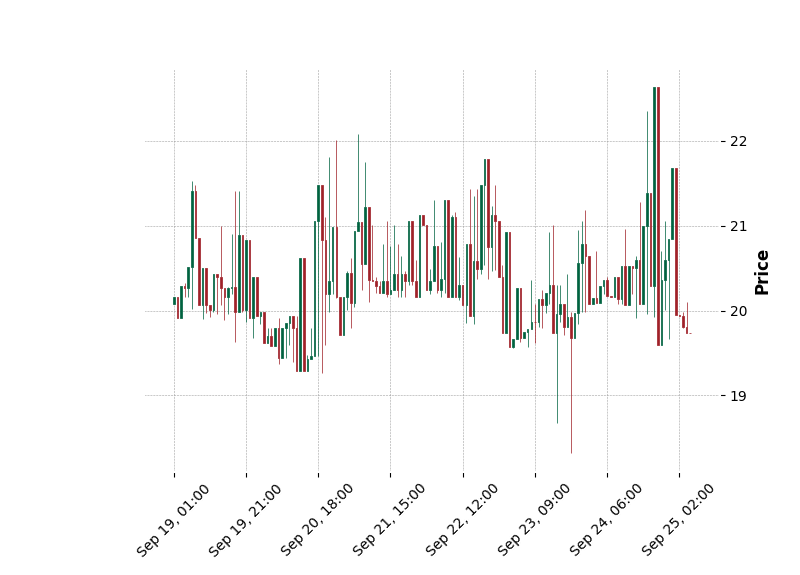 22
21
20
19
Price
Sep 19, 01:00
Sep 19, 21:00
Sep 20, 18:00
Sep 21, 15:00
Sep 22, 12:00
Sep 23, 09:00
Sep 24, 06:00
Sep 25, 02:00